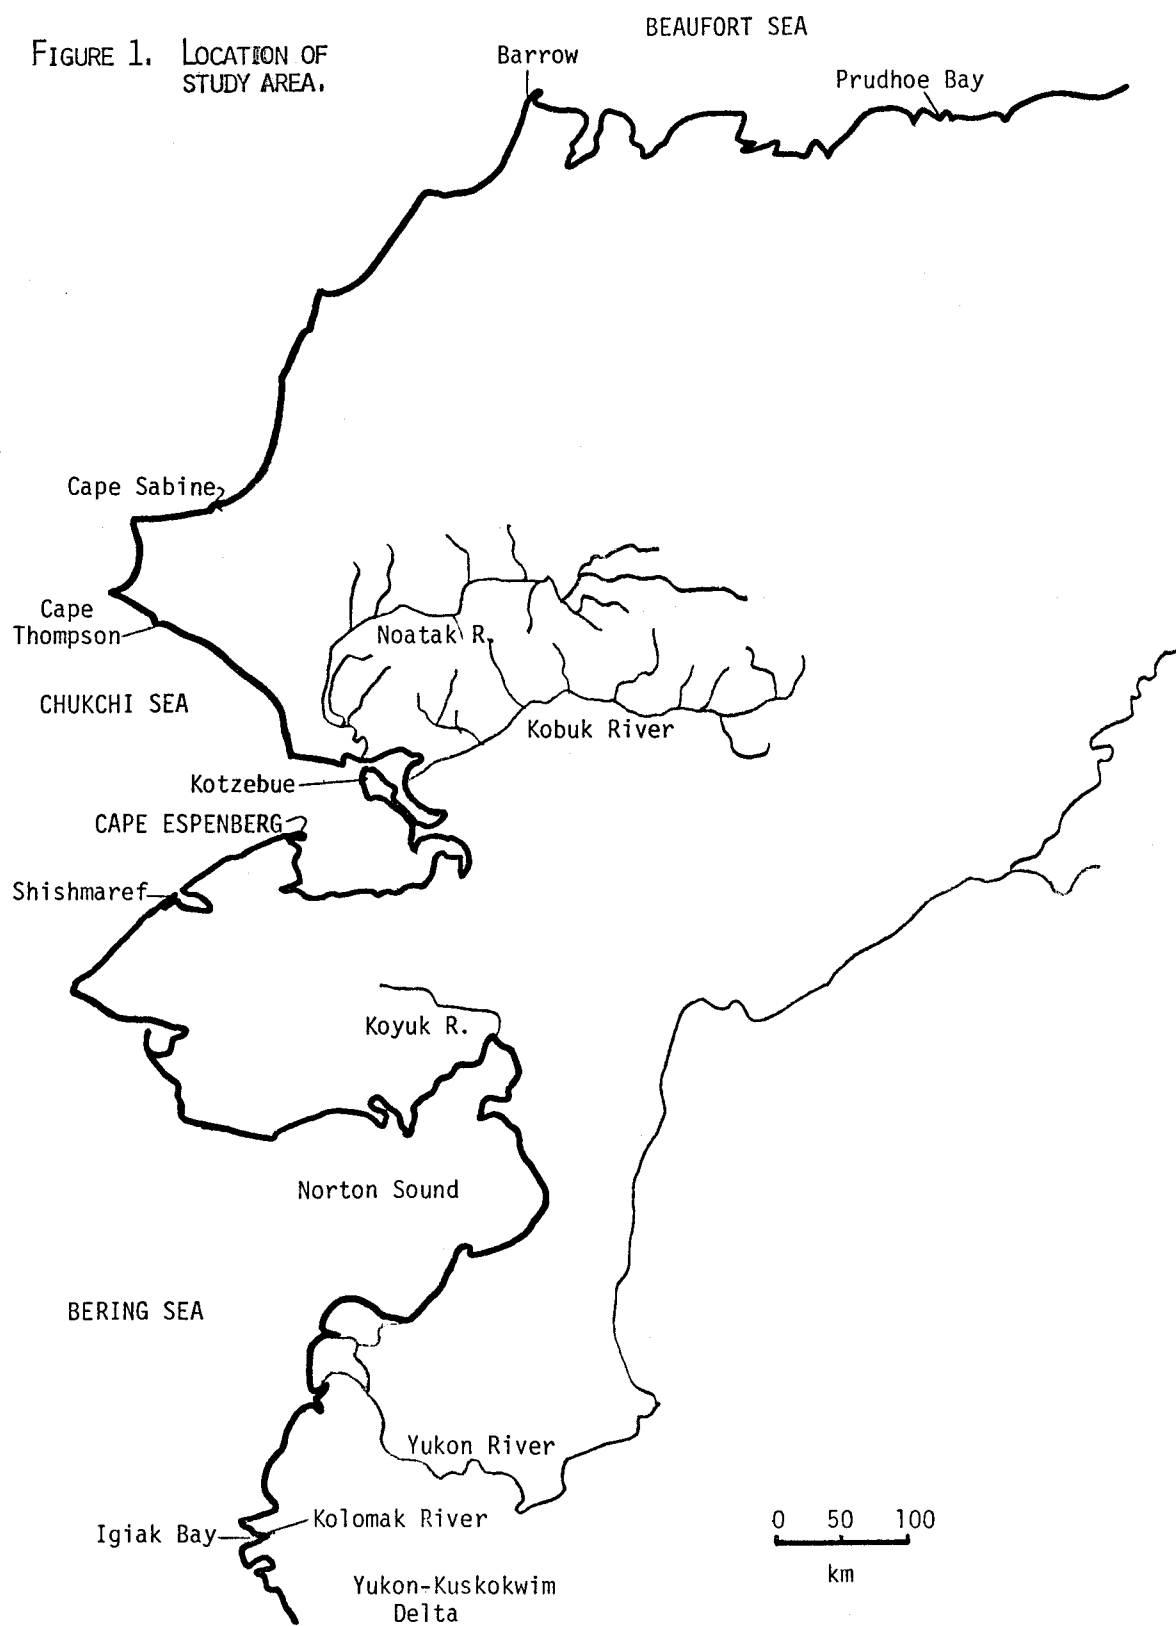 BEAUFORT SEA
FIGURE 1. LOCATION OF
STUDY AREA.
Barrow
Prudhoe Bay
Cape Sabine
Cape
Thompson
Noatak R.
CHUKCHI SEA
Kobuk River
Kotzebue
CAPE ESPENBERG
Shishmaref
Koyuk R.
Norton Sound
BERING SEA
Yukon River
Kolomak River
Igiak Bay
0 50 100
km
Yukon-Kuskokwim
Delta